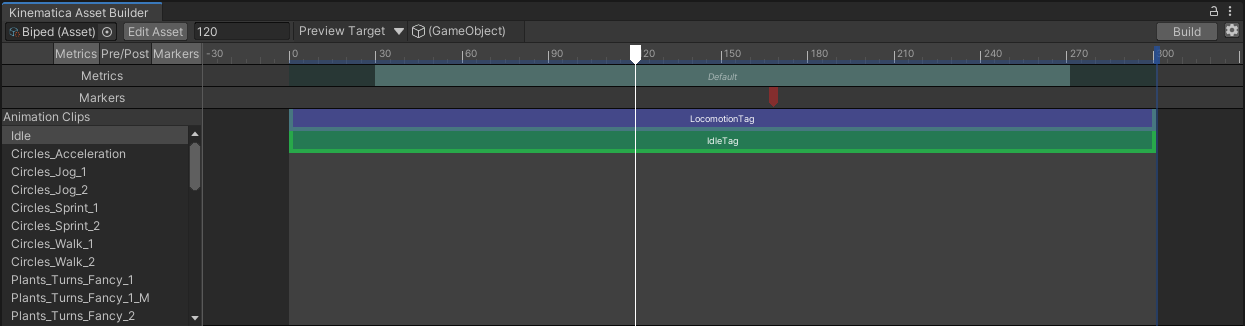 Kinematica Asset Builder
Biped (Asset) Edit Asset 120 Preview Target (GameObject) Build
Metrics Pre/Post Markers -30 0 30 60 90 120 150 180 210 240 270 300
Metrics Default
Markers
Animation Clips LocomotionTag
Idle IdleTag
Circles_Acceleration
Circles_Jog_1
Circles_Jog_2
Circles_Sprint_1
Circles_Sprint_2
Circles_Walk_1
Circles_Walk_2
Plants_Turns_Fancy_1
Plants_Turns_Fancy_1_M
Plants_Turns_Fancy_2